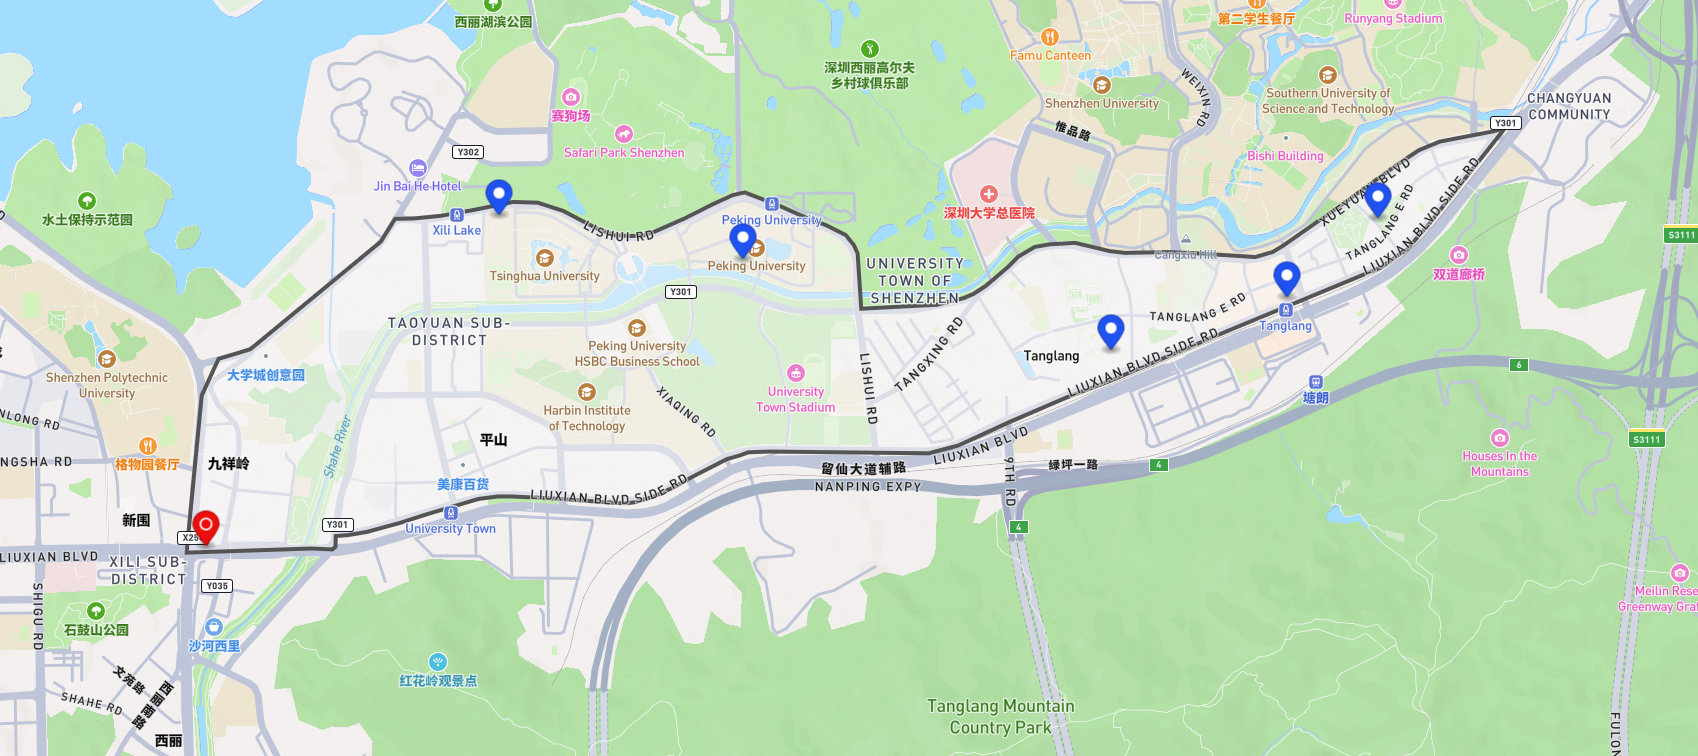 西丽湖滨公园
第二学生餐厅
Runyang Stadium
Famu Canteen
深圳西丽高尔夫
乡村球俱乐部
WEIXIN RD
Shenzhen University
Southern University of
Science and Technology
CHANGYUAN
COMMUNITY
Y301
赛狗场
Safari Park Shenzhen
惟品路
Bishi Building
Y302
Jin Bai He Hotel
水土保持示范园
Xili Lake
LISHUI RD
Peking University
深圳大学总医院
XUEYUAN BLVD
TANGLANG E RD
LIUXIAN BLVD SIDE RD
S3111
Tsinghua University
Peking University
UNIVERSITY
TOWN OF
SHENZHEN
Cangxiu Hill
双道廊桥
Y301
TAOYUAN SUB-
DISTRICT
TANGLANG E RD
Tanglang
Peking University
HSBC Business School
LISHUI RD
TANGXING RD
Tanglang
LIUXIAN BLVD SIDE RD
6
大学城创意园
Shenzhen Polytechnic
University
University
Town Stadium
塘朗
Harbin Institute
of Technology
XIAQING RD
NLONG RD
Shahe River
平山
S3111
Houses In the
Mountains
格物园餐厅
九祥岭
NGSHA RD
留仙大道辅路
LIUXIAN BLVD
9TH RD
绿坪一路
4
美康百货
LIUXIAN BLVD SIDE RD
NANPING EXPY
新围
Y301
University Town
4
LIUXIAN BLVD
XILI SUB-
DISTRICT
Y035
SHIGU RD
石鼓山公园
沙河西里
Meilin Rese
Greenway Graf
红花岭观景点
文苑路
西丽南路
SHAHE RD
西丽
Tanglang Mountain
Country Park
FULON